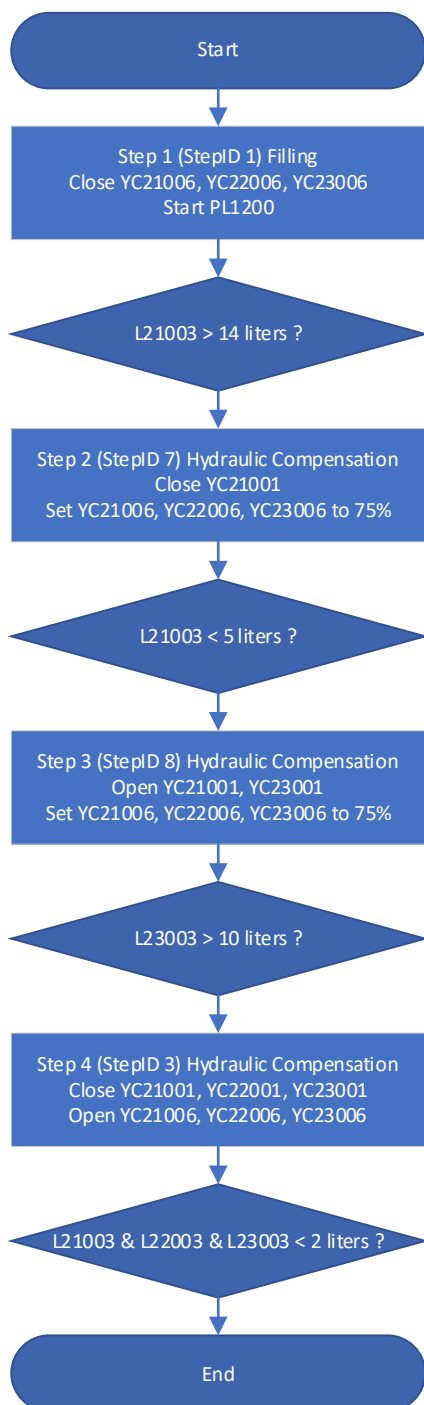 Start
Step 1 (StepID 1) Filling
Close YC21006, YC22006, YC23006
Start PL1200
L21003 > 14 liters ?
Step 2 (StepID 7) Hydraulic Compensation
Close YC21001
Set YC21006, YC22006, YC23006 to 75%
L21003 < 5 liters ?
Step 3 (StepID 8) Hydraulic Compensation
Open YC21001, YC23001
Set YC21006, YC22006, YC23006 to 75%
L23003 > 10 liters ?
Step 4 (StepID 3) Hydraulic Compensation
Close YC21001, YC22001, YC23001
Open YC21006, YC22006, YC23006
L21003 & L22003 & L23003 < 2 liters ?
End